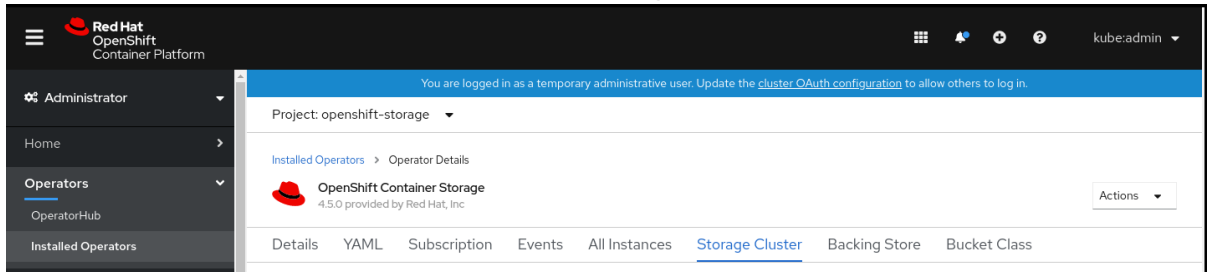 Red Hat
OpenShift
Container Platform
kube:admin
You are logged in as a temporary administrative user. Update the cluster OAuth configuration to allow others to log in.
Administrator
Project: openshift-storage
Home
Installed Operators > Operator Details
Operators
OpenShift Container Storage
4.5.0 provided by Red Hat, Inc
Actions
OperatorHub
Installed Operators
Details YAML Subscription Events All Instances Storage Cluster Backing Store Bucket Class